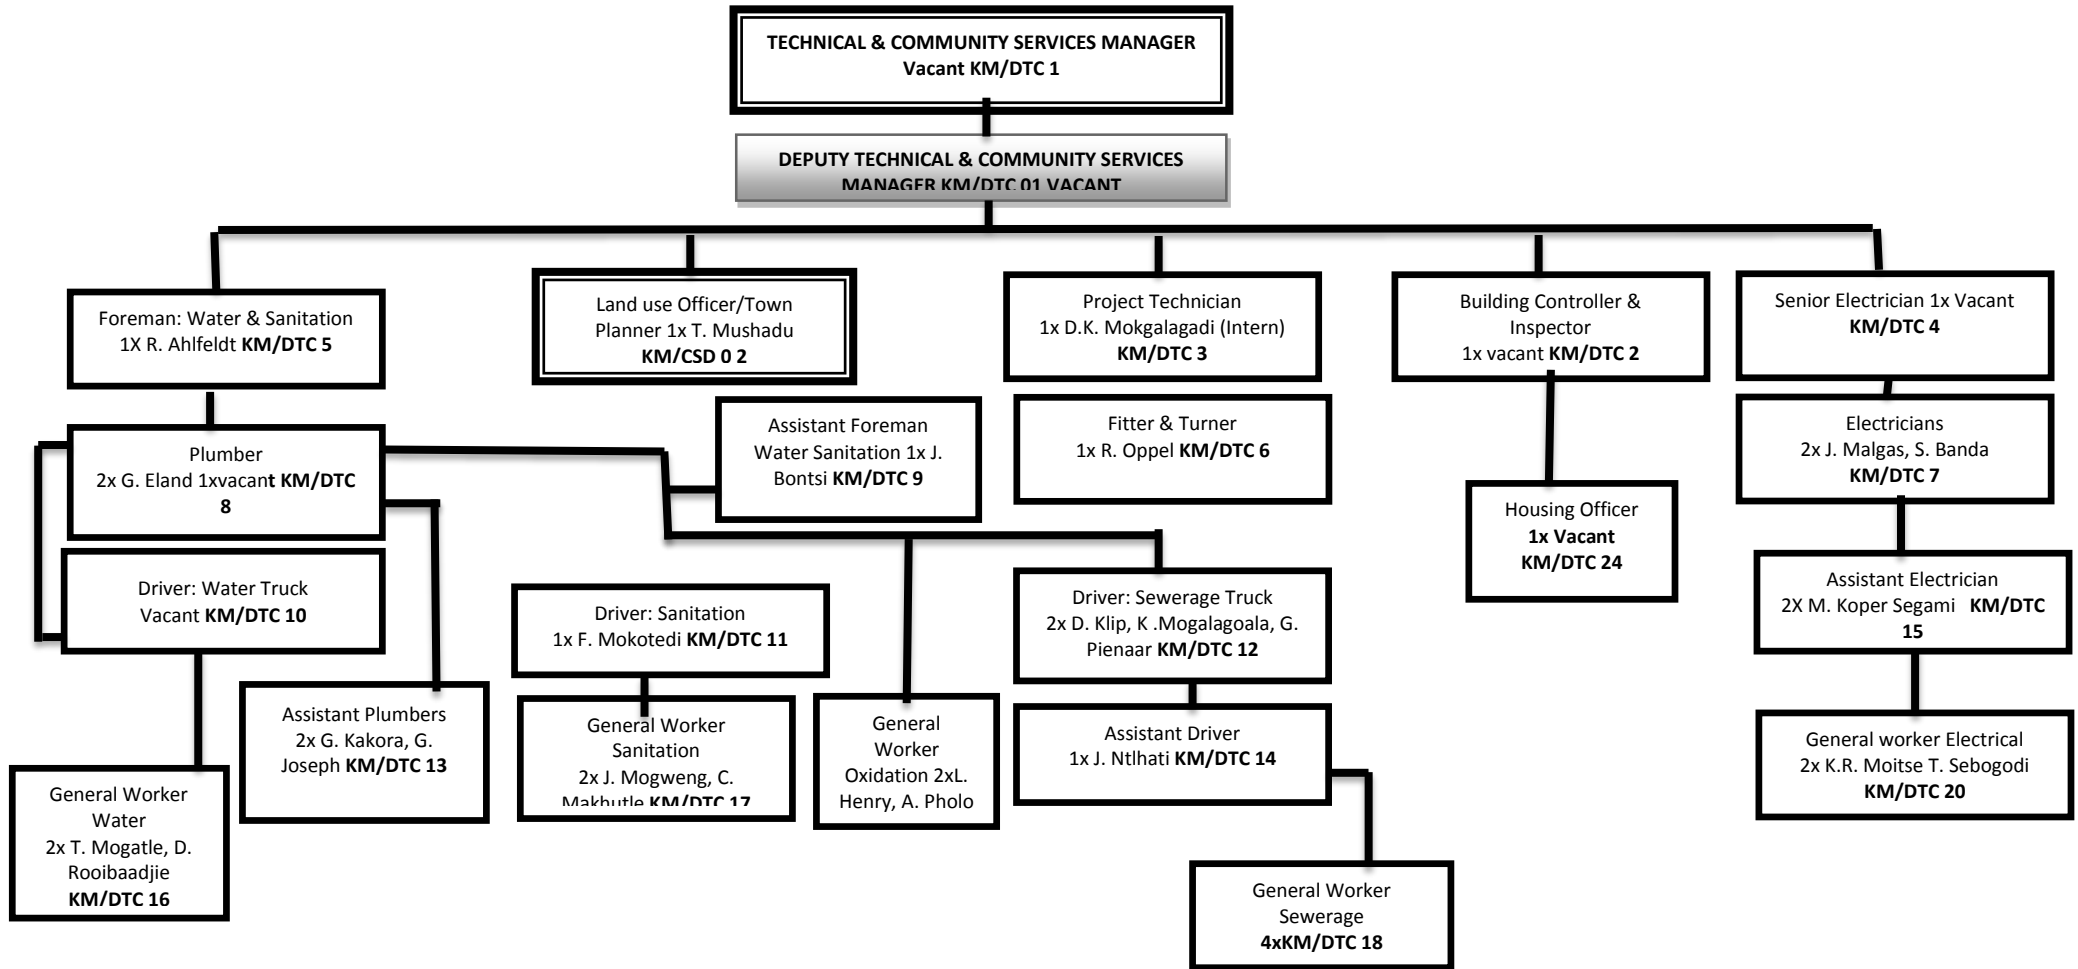 TECHNICAL & COMMUNITY SERVICES MANAGER
Vacant KM/DTC 1
DEPUTY TECHNICAL & COMMUNITY SERVICES
MANAGER KM/DTC 01 VACANT
Foreman: Water & Sanitation
1X R. Ahlfeldt KM/DTC 5
Land use Officer/Town
Planner 1x T. Mushadu
KM/CSD 0 2
Project Technician
1x D.K. Mokgalagadi (Intern)
KM/DTC 3
Building Controller &
Inspector
1x vacant KM/DTC 2
Senior Electrician 1x Vacant
KM/DTC 4
Plumber
2x G. Eland 1xvacant KM/DTC
8
Assistant Foreman
Water Sanitation 1x J.
Bontsi KM/DTC 9
Fitter & Turner
1x R. Oppel KM/DTC 6
Electricians
2x J. Malgas, S. Banda
KM/DTC 7
Housing Officer
1x Vacant
KM/DTC 24
Driver: Water Truck
Vacant KM/DTC 10
Driver: Sanitation
1x F. Mokotedi KM/DTC 11
Driver: Sewerage Truck
2x D. Klip, K .Mogalagoala, G.
Pienaar KM/DTC 12
Assistant Electrician
2X M. Koper Segami KM/DTC
15
Assistant Plumbers
2x G. Kakora, G.
Joseph KM/DTC 13
General Worker
Sanitation
2x J. Mogweng, C.
Makhutle KM/DTC 17
General
Worker
Oxidation 2xL.
Henry, A. Pholo
Assistant Driver
1x J. Ntlhati KM/DTC 14
General worker Electrical
2x K.R. Moitse T. Sebogodi
KM/DTC 20
General Worker
Water
2x T. Mogatle, D.
Rooibaadjie
KM/DTC 16
General Worker
Sewerage
4xKM/DTC 18